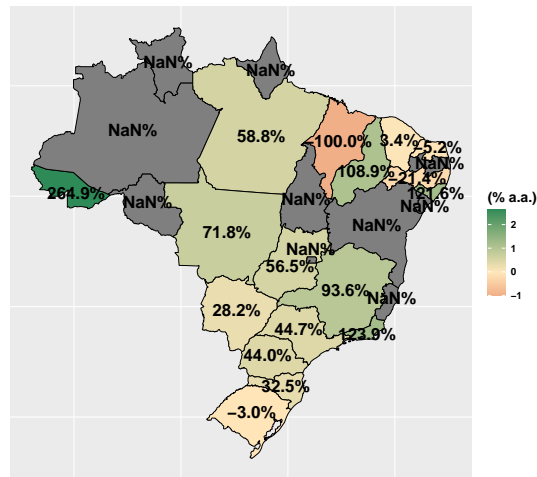 NaN%
NaN%
NaN%
58.8%
−100.0%
3.4%
−5.2%
NaN%
108.9%
−21.4%
121.6%
264.9%
NaN%
NaN%
NaN%
NaN%
(% a.a.)
2
1
0
−1
71.8%
NaN%
56.5%
93.6%
NaN%
28.2%
44.7%
123.9%
44.0%
32.5%
−3.0%